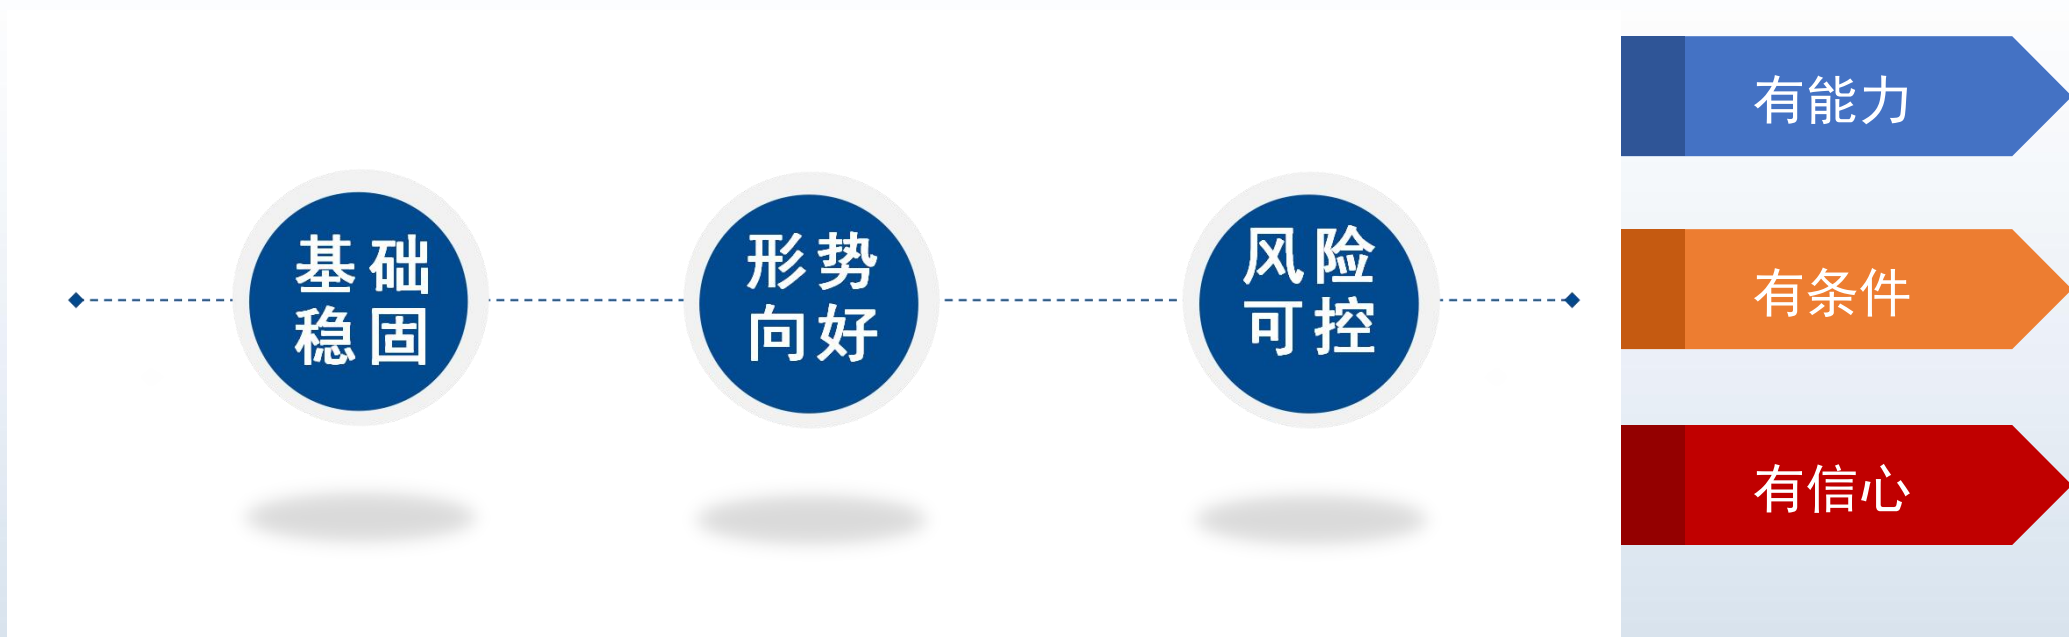 基础
稳固
形势
向好
风险
可控
有能力
有条件
有信心